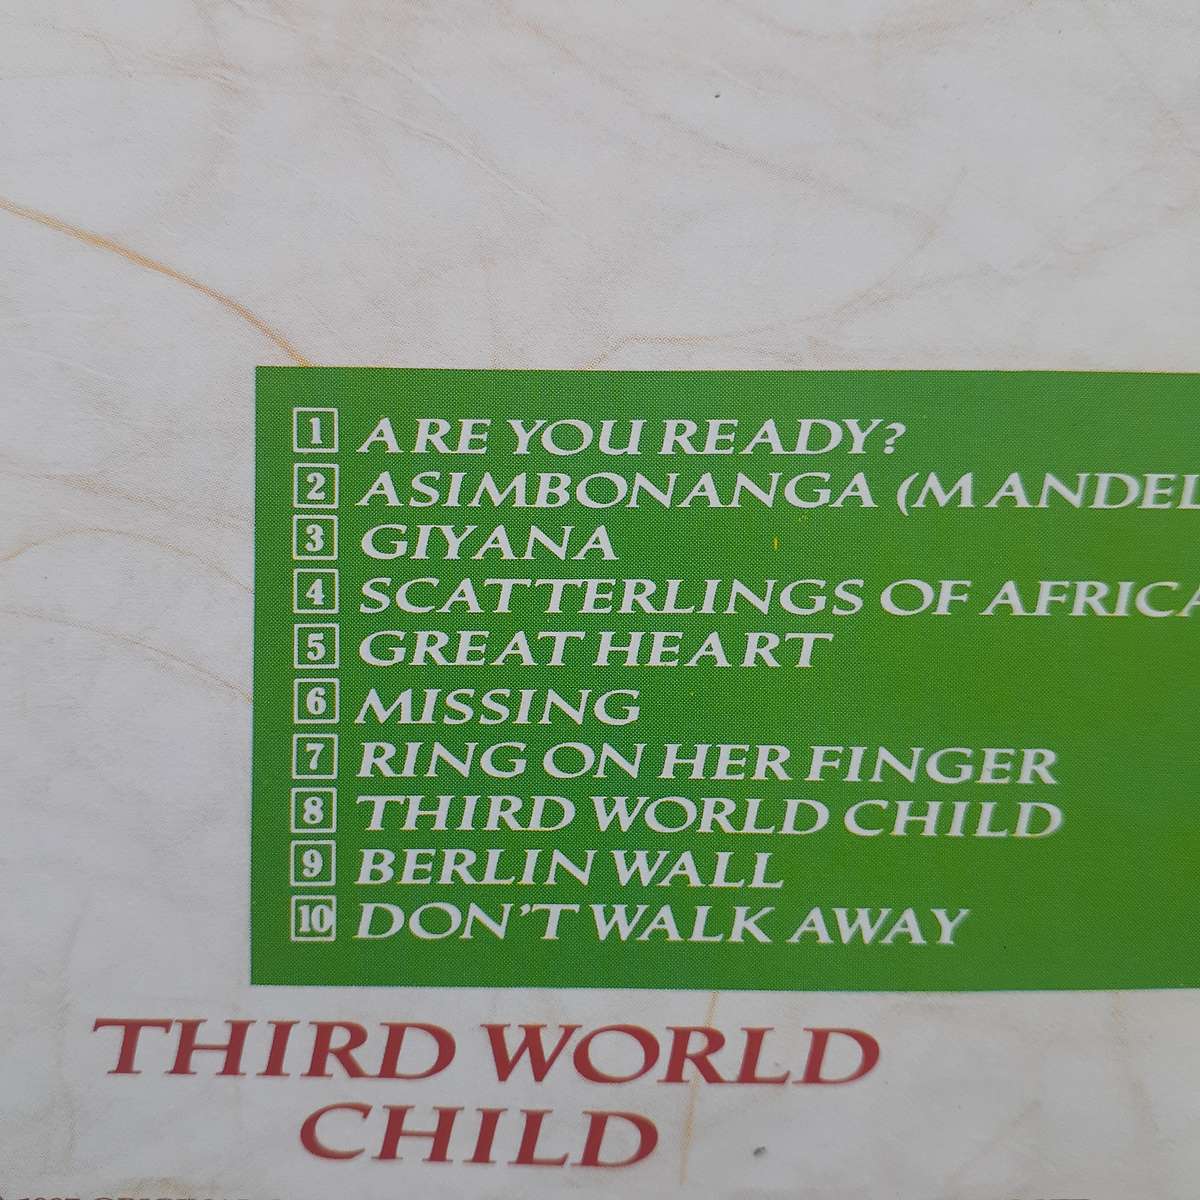 1 ARE YOU READY?
2 ASIMBONANGA (MANDEL
3 GIYANA
4 SCATTERLINGS OF AFRICA
5 GREAT HEART
6 MISSING
7 RING ON HER FINGER
8 THIRD WORLD CHILD
9 BERLIN WALL
10 DON'T WALK AWAY
THIRD WORLD
CHILD